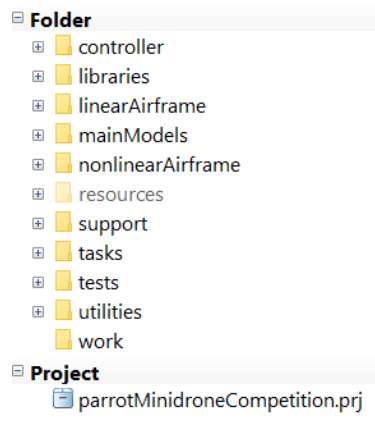 Folder
controller
libraries
linearAirframe
mainModels
nonlinearAirframe
resources
support
tasks
tests
utilities
work
Project
parrotMinidroneCompetition.prj